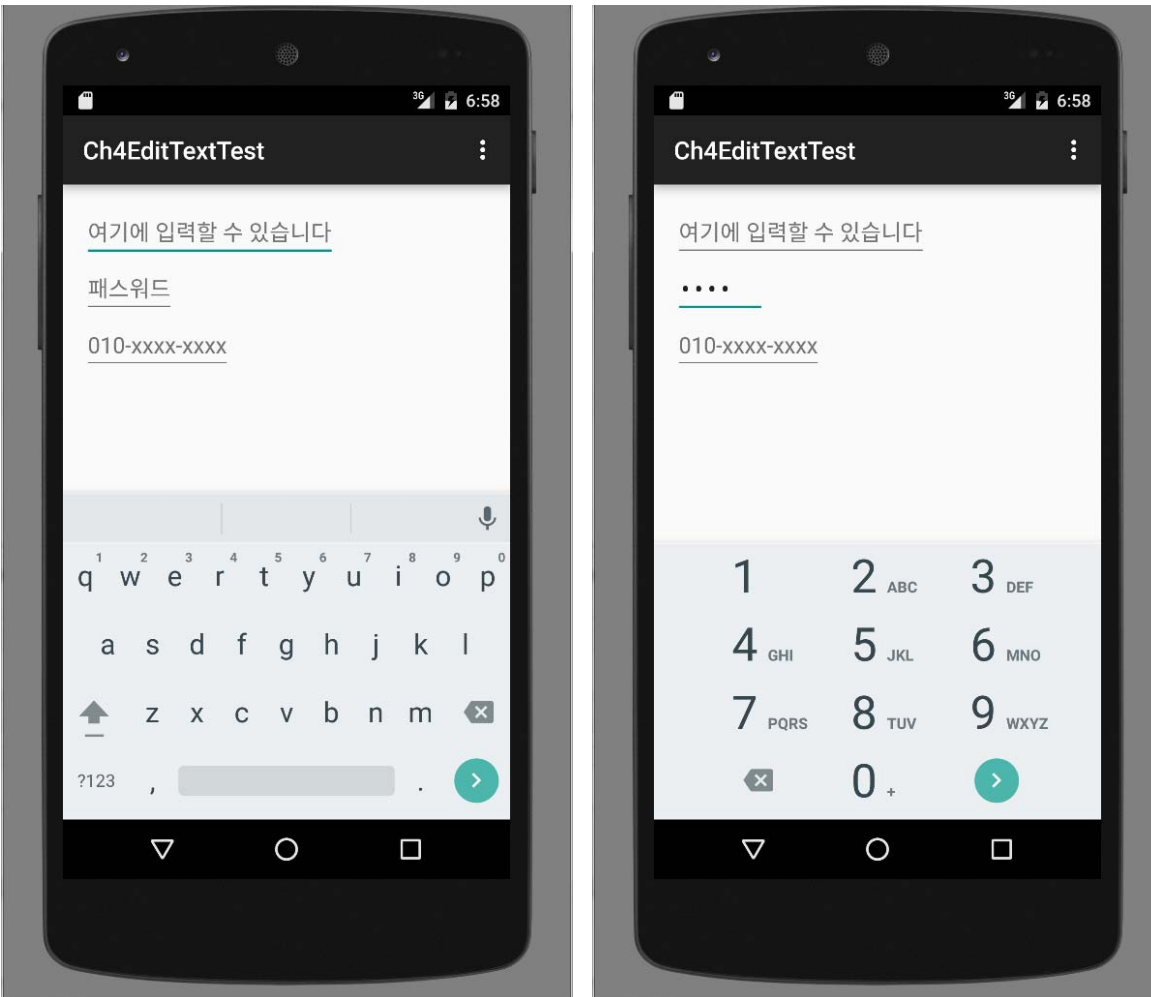 3G 6:58
Ch4EditTextTest
여기에 입력할 수 있습니다
패스워드
010-xxxx-xxxx
1 2 3 4 5 6 7 8 9 0
q w e r t y u i o p
a s d f g h j k l
z x c v b n m
?123 , .
3G 6:58
Ch4EditTextTest
여기에 입력할 수 있습니다
••••
010-xxxx-xxxx
1 2 ABC 3 DEF
4 GHI 5 JKL 6 MNO
7 PQRS 8 TUV 9 WXYZ
0 +